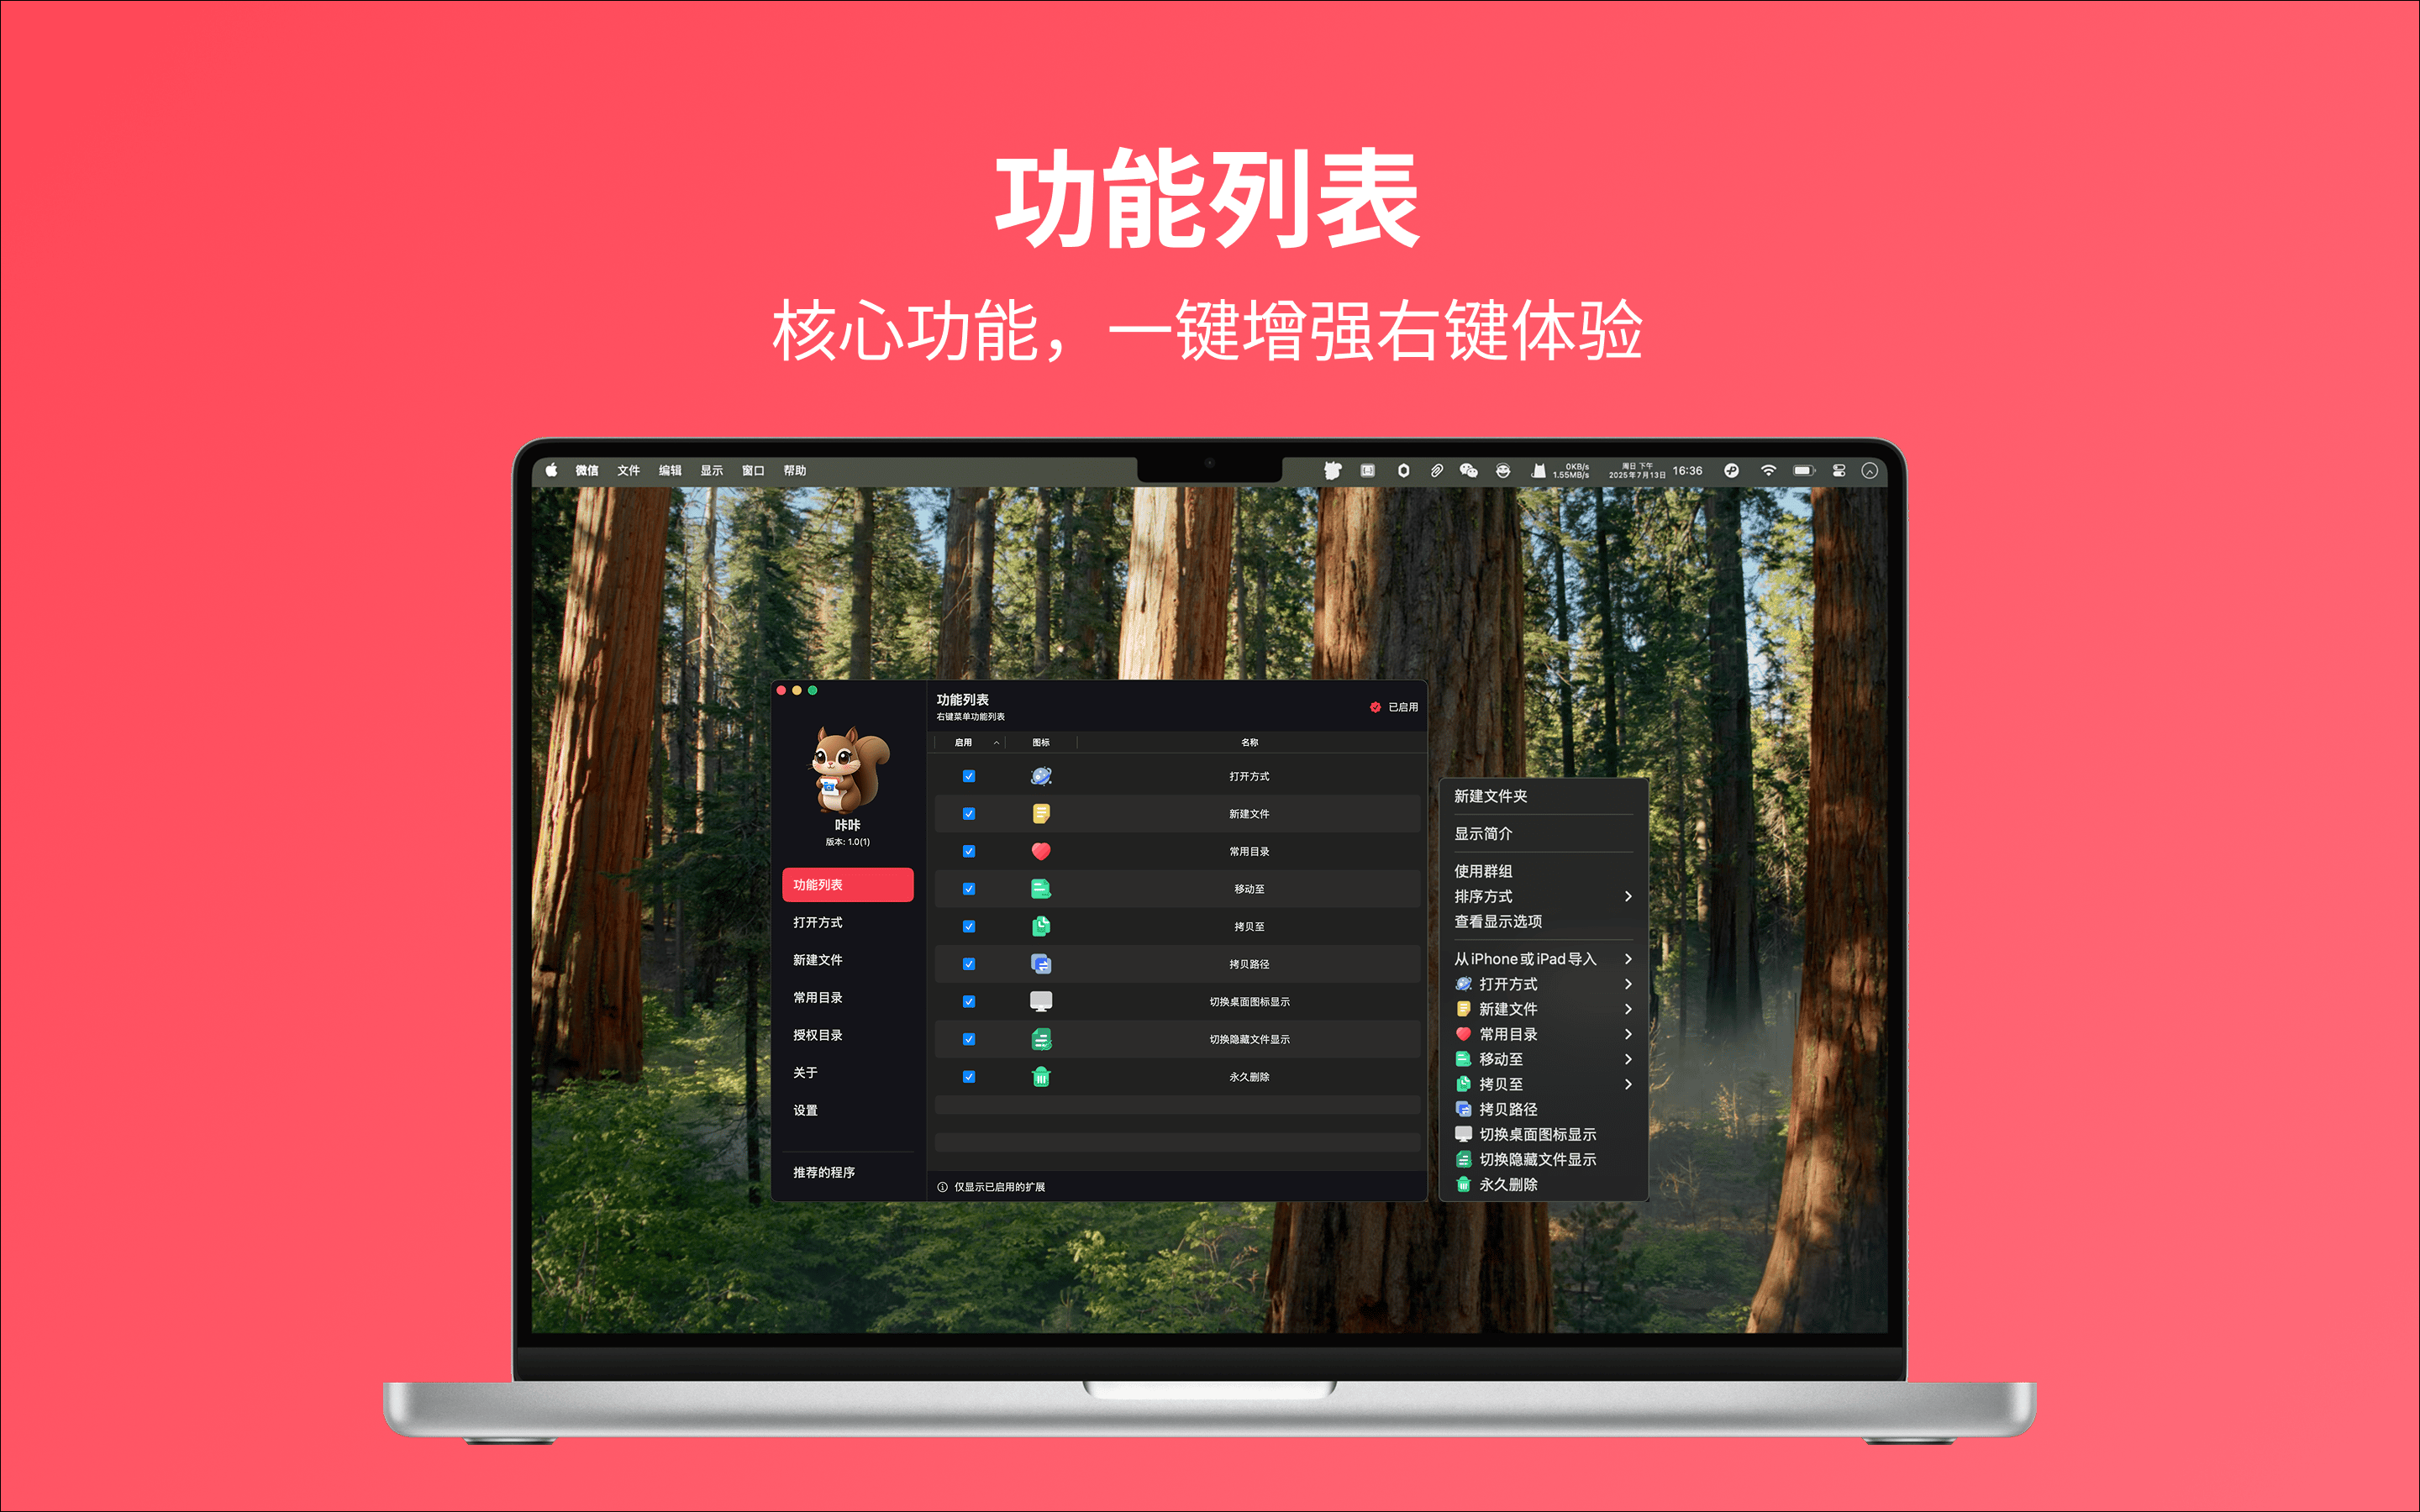 功能列表
核心功能，一键增强右键体验
微信 文件 编辑 显示 窗口 帮助
0KB/s
1.55MB/s
周日 下午
2025年7月13日
16:36
咔咔
版本: 1.0(1)
功能列表
打开方式
新建文件
常用目录
授权目录
关于
设置
推荐的程序
功能列表
右键菜单功能列表
已启用
启用 图标 名称
打开方式
新建文件
常用目录
移动至
拷贝至
拷贝路径
切换桌面图标显示
切换隐藏文件显示
永久删除
仅显示已启用的扩展
新建文件夹
显示简介
使用群组
排序方式
查看显示选项
从iPhone或iPad导入
打开方式
新建文件
常用目录
移动至
拷贝至
拷贝路径
切换桌面图标显示
切换隐藏文件显示
永久删除